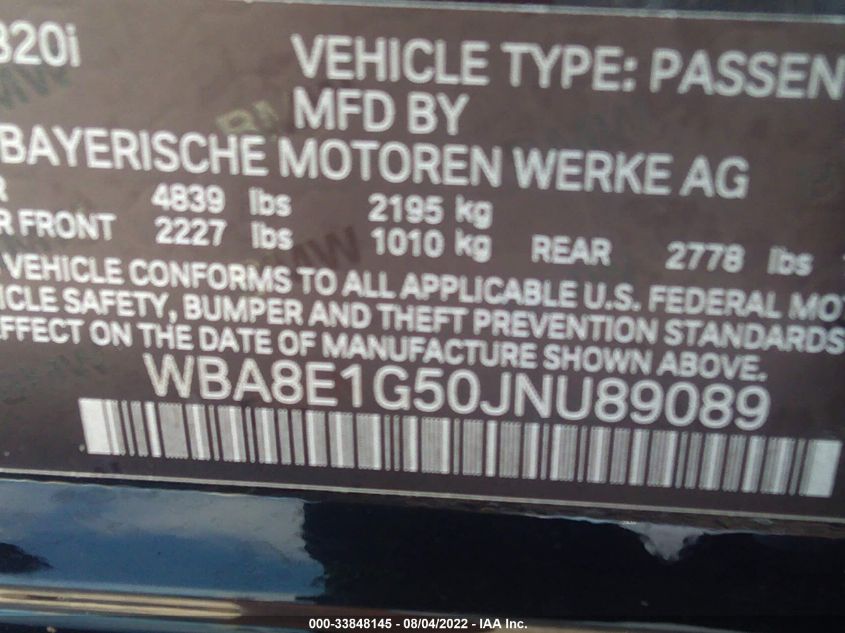 320i
VEHICLE TYPE: PASSEN
MFD BY
BAYERISCHE MOTOREN WERKE AG
R 4839 lbs 2195 kg
R FRONT 2227 lbs 1010 kg REAR 2778 lbs
VEHICLE CONFORMS TO ALL APPLICABLE U.S. FEDERAL MOT
ICLE SAFETY, BUMPER AND THEFT PREVENTION STANDARDS
EFFECT ON THE DATE OF MANUFACTURE SHOWN ABOVE.
WBA8E1G50JNU89089
000-33848145 - 08/04/2022 - IAA Inc.